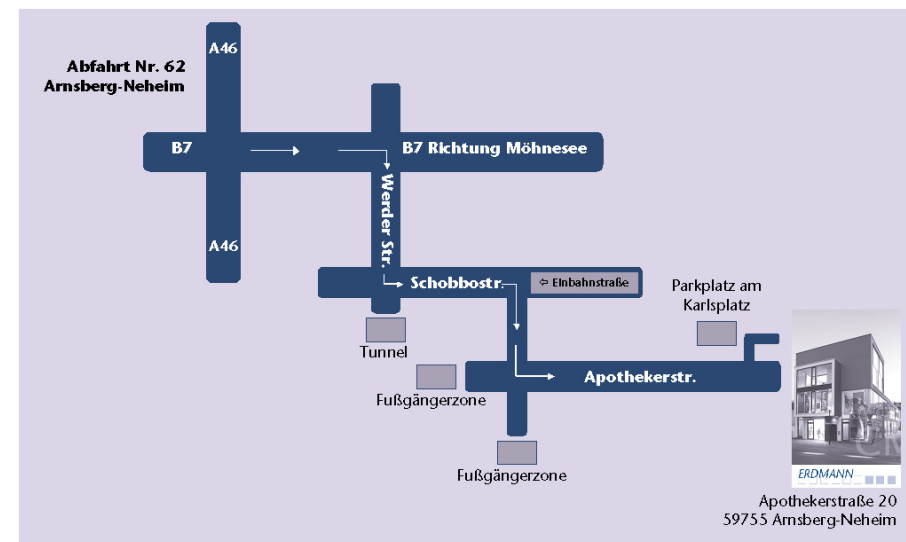 A46
Abfahrt Nr. 62
Arnsberg-Neheim
B7
B7 Richtung Möhnesee
Werder Str.
A46
Schobbostr.
⇦ Einbahnstraße
Parkplatz am
Karlsplatz
Tunnel
Apothekerstr.
Fußgängerzone
Fußgängerzone
ERDMANN
Apothekerstraße 20
59755 Arnsberg-Neheim